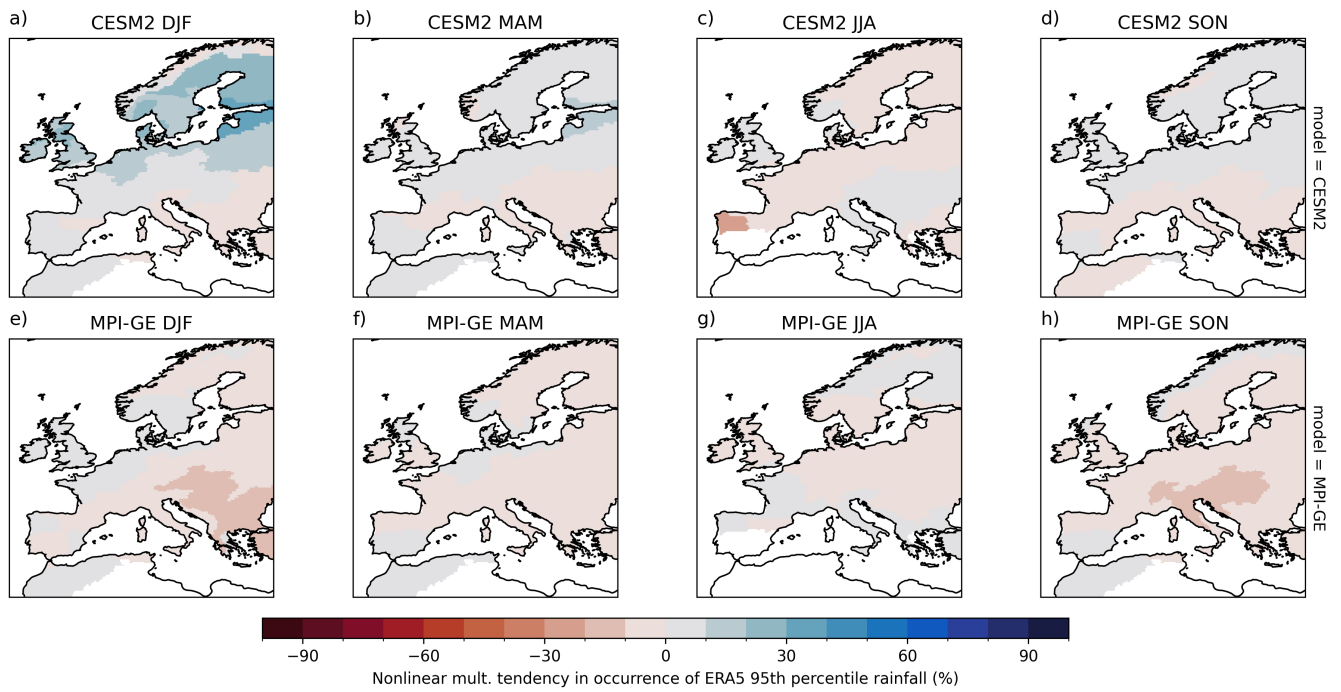 a) CESM2 DJF
b) CESM2 MAM
c) CESM2 JJA
d) CESM2 SON
model = CESM2
e) MPI-GE DJF
f) MPI-GE MAM
g) MPI-GE JJA
h) MPI-GE SON
model = MPI-GE
−90 −60 −30 0 30 60 90
Nonlinear mult. tendency in occurrence of ERA5 95th percentile rainfall (%)